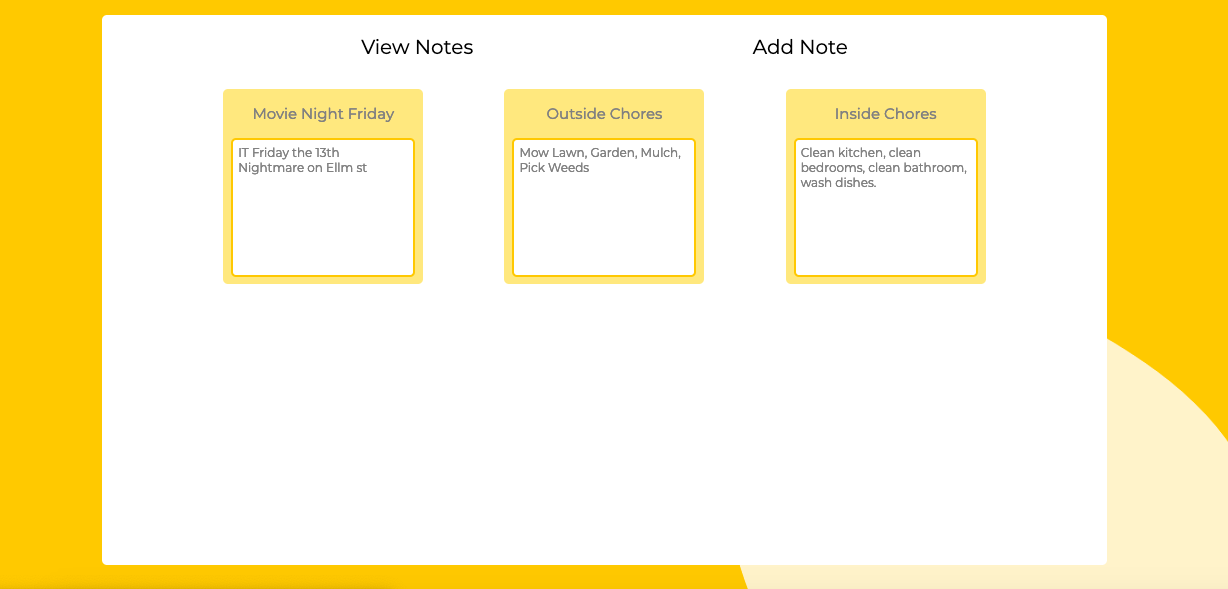 View Notes
Add Note
Movie Night Friday
IT Friday the 13th
Nightmare on Ellm st
Outside Chores
Mow Lawn, Garden, Mulch,
Pick Weeds
Inside Chores
Clean kitchen, clean
bedrooms, clean bathroom,
wash dishes.